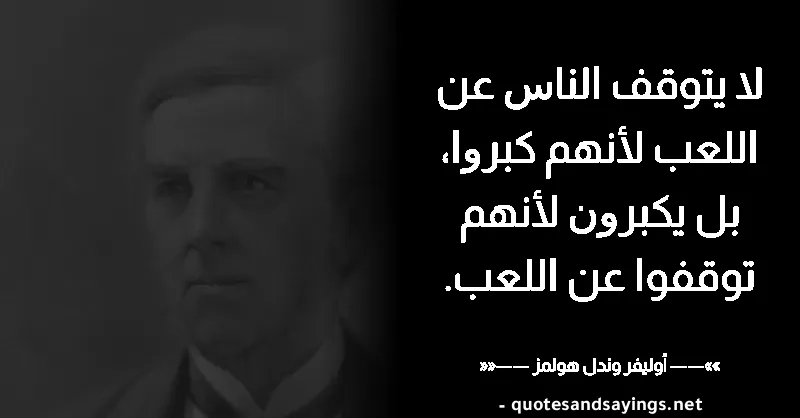 لا يتوقف الناس عن
اللعب لأنهم كبروا،
بل يكبرون لأنهم
توقفوا عن اللعب.
»»——— أوليفر وندل هولمز ———««
- quotesandsayings.net